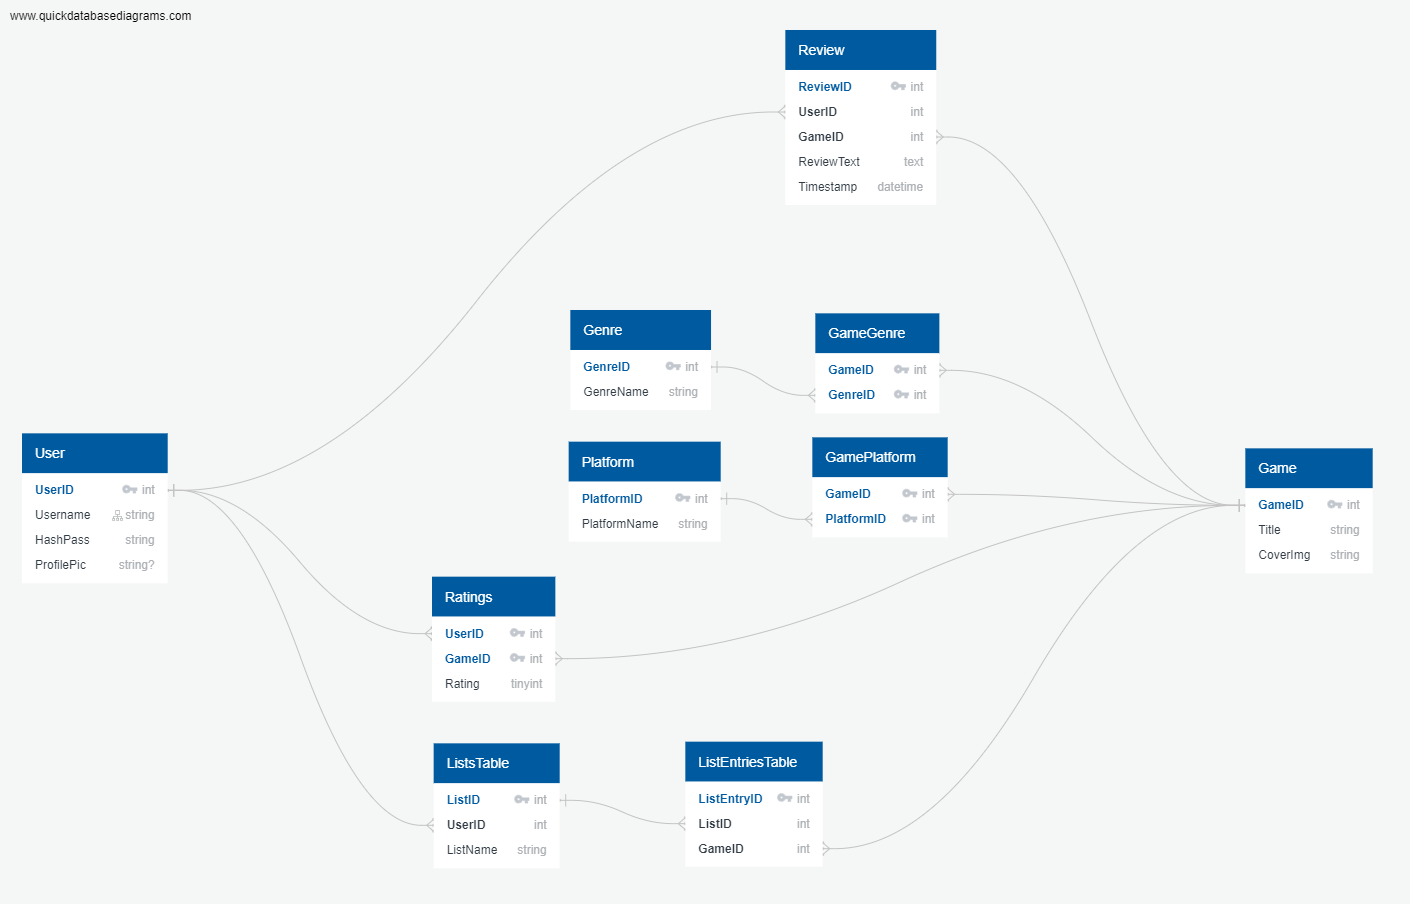 www.quickdatabasediagrams.com
Review
ReviewID int
UserID int
GameID int
ReviewText text
Timestamp datetime
Genre
GenreID int
GenreName string
GameGenre
GameID int
GenreID int
User
UserID int
Username string
HashPass string
ProfilePic string?
Platform
PlatformID int
PlatformName string
GamePlatform
GameID int
PlatformID int
Game
GameID int
Title string
CoverImg string
Ratings
UserID int
GameID int
Rating tinyint
ListsTable
ListID int
UserID int
ListName string
ListEntriesTable
ListEntryID int
ListID int
GameID int